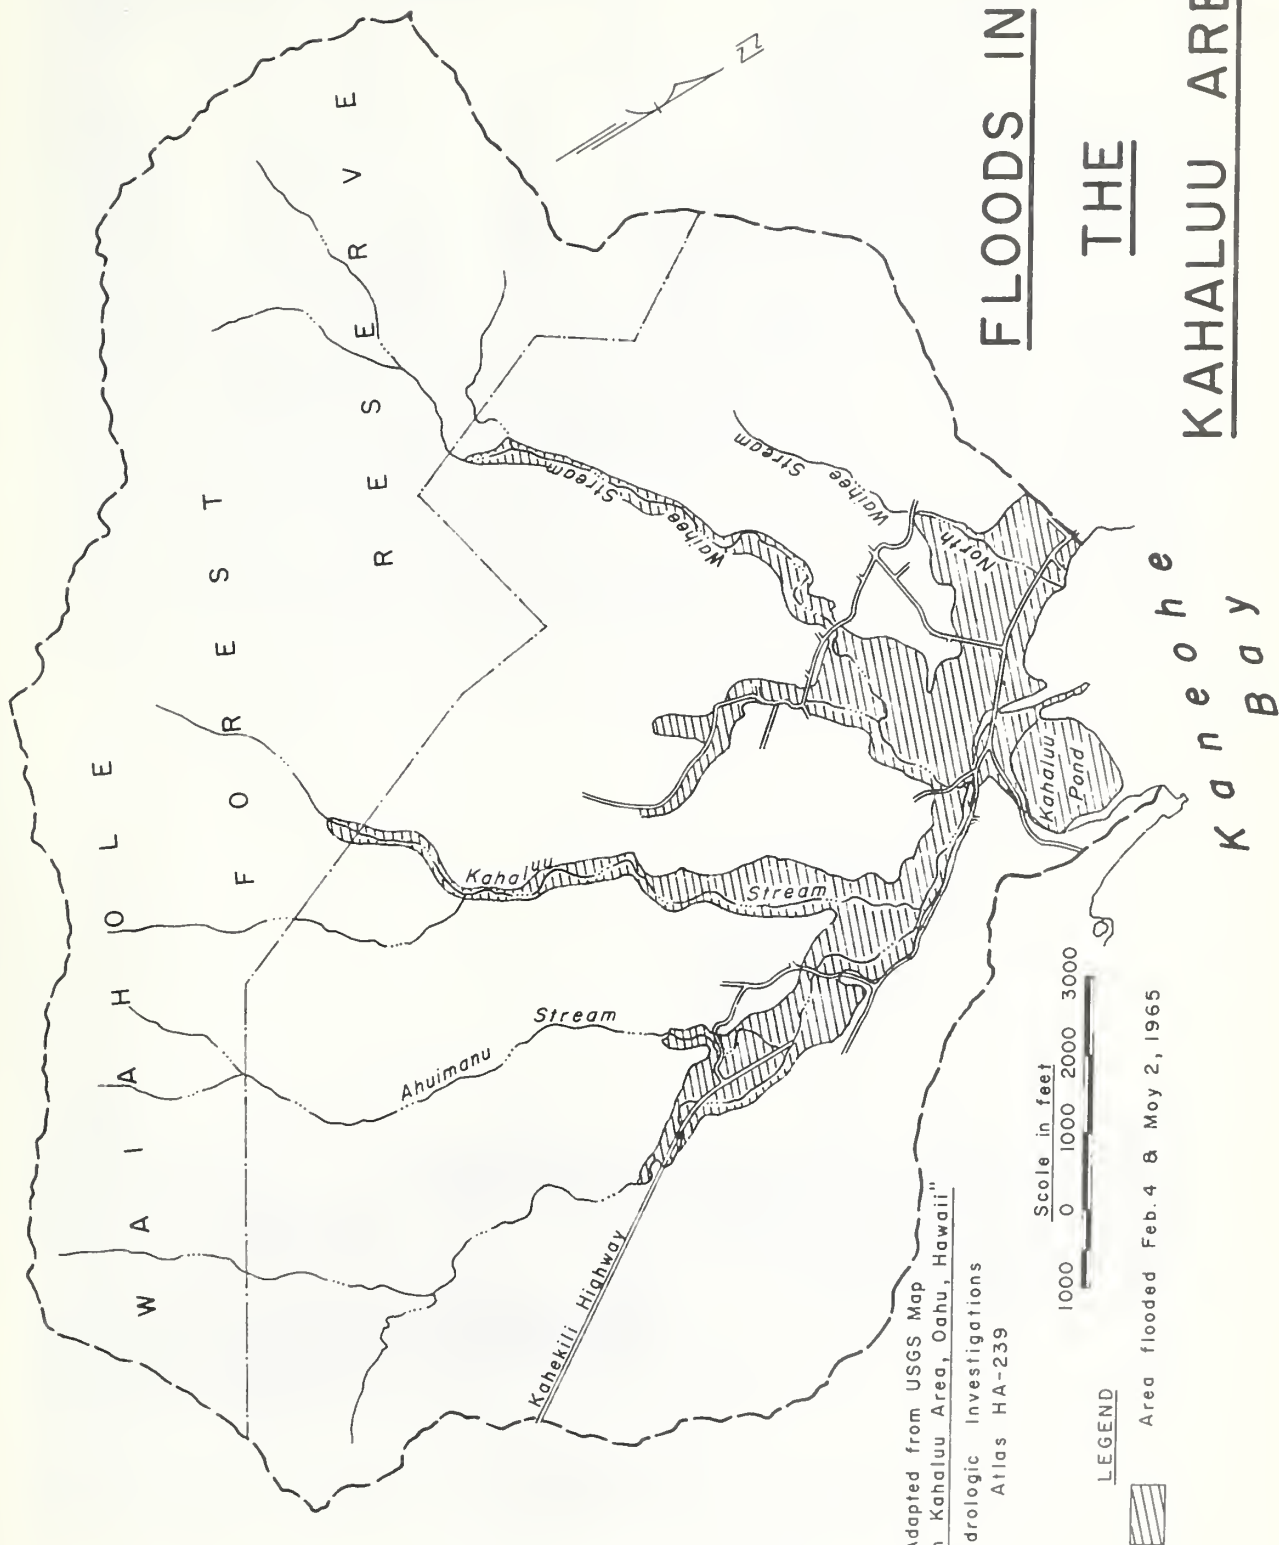 FLOODS IN
THE
KAHALUU ARE
WAIAHOLE
FOREST
RESERVE
N
Waihee Stream
North Waihee Stream
Kahaluu Stream
Ahuimanu Stream
Kahekili Highway
Kahaluu
Pond
Kaneohe
Bay
Adapted from USGS Map
n Kahaluu Area, Oahu, Hawaii"
drologic Investigations
Atlas HA-239
Scale in feet
1000 0 1000 2000 3000
LEGEND
Area flooded Feb. 4 & May 2, 1965